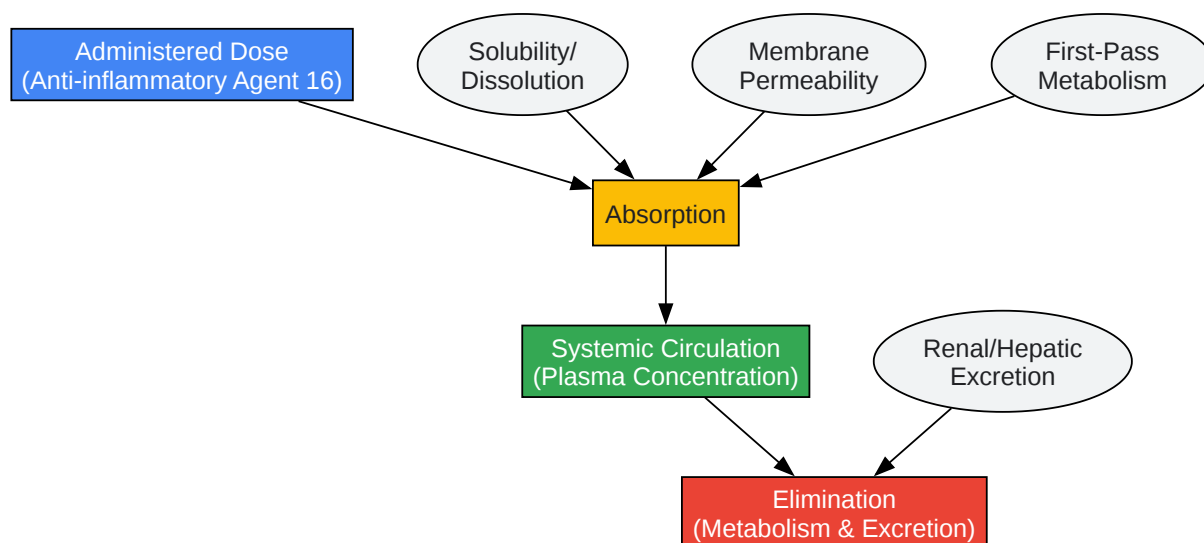 Administered Dose
(Anti-inflammatory Agent 16)
Solubility/
Dissolution
Membrane
Permeability
First-Pass
Metabolism
Absorption
Systemic Circulation
(Plasma Concentration)
Renal/Hepatic
Excretion
Elimination
(Metabolism & Excretion)